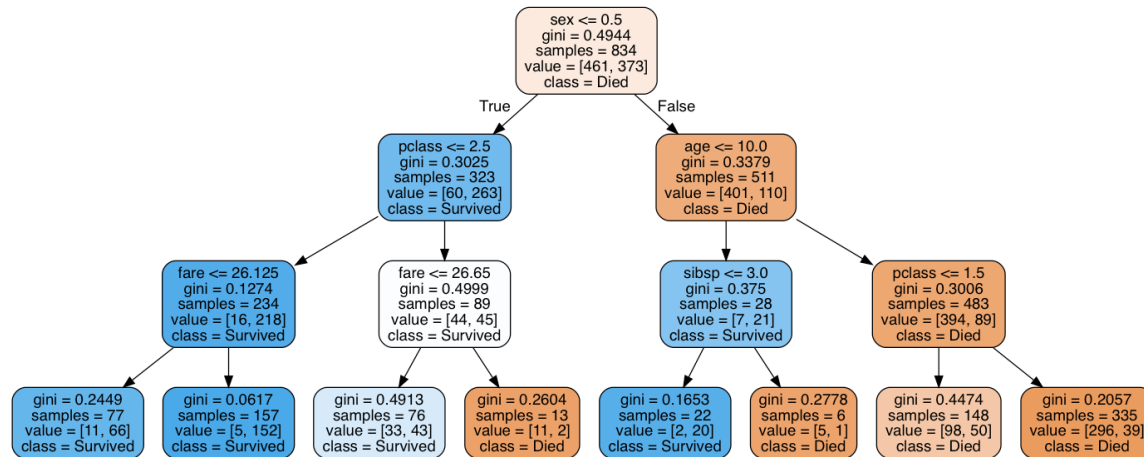 sex <= 0.5
gini = 0.4944
samples = 834
value = [461, 373]
class = Died
True
False
pclass <= 2.5
gini = 0.3025
samples = 323
value = [60, 263]
class = Survived
age <= 10.0
gini = 0.3379
samples = 511
value = [401, 110]
class = Died
fare <= 26.125
gini = 0.1274
samples = 234
value = [16, 218]
class = Survived
fare <= 26.65
gini = 0.4999
samples = 89
value = [44, 45]
class = Survived
sibsp <= 3.0
gini = 0.375
samples = 28
value = [7, 21]
class = Survived
pclass <= 1.5
gini = 0.3006
samples = 483
value = [394, 89]
class = Died
gini = 0.2449
samples = 77
value = [11, 66]
class = Survived
gini = 0.0617
samples = 157
value = [5, 152]
class = Survived
gini = 0.4913
samples = 76
value = [33, 43]
class = Survived
gini = 0.2604
samples = 13
value = [11, 2]
class = Died
gini = 0.1653
samples = 22
value = [2, 20]
class = Survived
gini = 0.2778
samples = 6
value = [5, 1]
class = Died
gini = 0.4474
samples = 148
value = [98, 50]
class = Died
gini = 0.2057
samples = 335
value = [296, 39]
class = Died